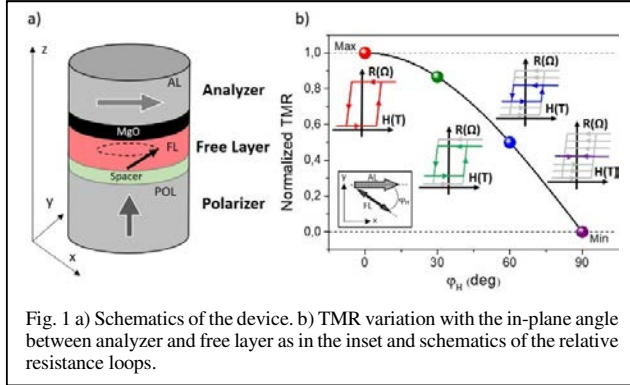 a)
z
AL
Analyzer
MgO
FL
Free Layer
Spacer
POL
Polarizer
y
x
b)
Normalized TMR
1,0
0,8
0,6
0,4
0,2
0,0
Max
R(Ω)
H(T)
R(Ω)
H(T)
R(Ω)
H(T)
R(Ω)
H(T)
y
AL
FL
φH
x
Min
0
30
60
90
φH (deg)
Fig. 1 a) Schematics of the device. b) TMR variation with the in-plane angle
between analyzer and free layer as in the inset and schematics of the relative
resistance loops.